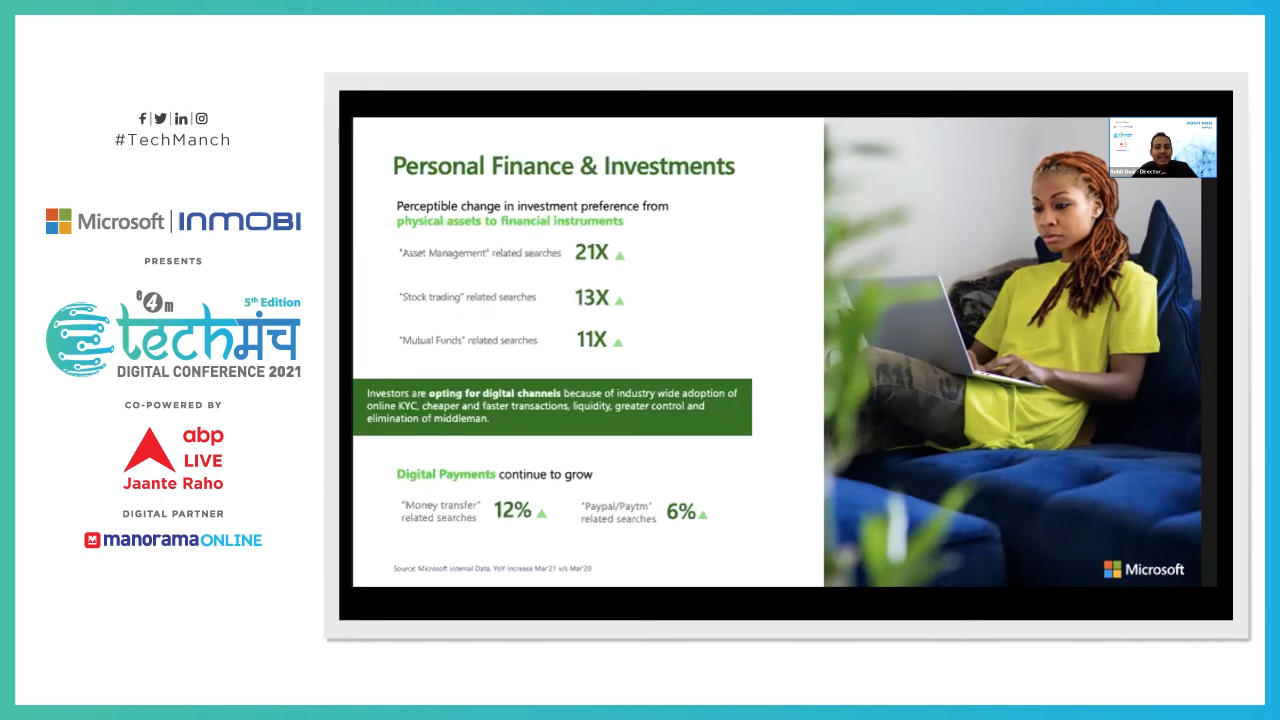 #TechManch
Microsoft | INMOBI
PRESENTS
e4m
5th Edition
techमंच
DIGITAL CONFERENCE 2021
CO-POWERED BY
abp
LIVE
Jaante Raho
DIGITAL PARTNER
manoramaONLINE
Personal Finance & Investments
Perceptible change in investment preference from
physical assets to financial instruments
"Asset Management" related searches 21X
"Stock trading" related searches 13X
"Mutual Funds" related searches 11X
Investors are opting for digital channels because of industry wide adoption of
online KYC, cheaper and faster transactions, liquidity, greater control and
elimination of middleman.
Digital Payments continue to grow
"Money transfer"
related searches
12%
"Paypal/Paytm"
related searches
6%
Source: Microsoft Internal Data, YoY increase Mar'21 v/s Mar'20
ROHIT DOSI
Rohit Dosi - Director,...
Microsoft